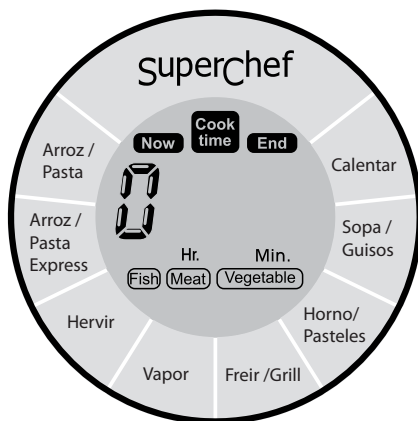 superchef
Now
Cook
time
End
0
Hr.
Min.
Fish
Meat
Vegetable
Arroz /
Pasta
Arroz /
Pasta
Express
Hervir
Vapor
Freir /Grill
Horno/
Pasteles
Sopa /
Guisos
Calentar